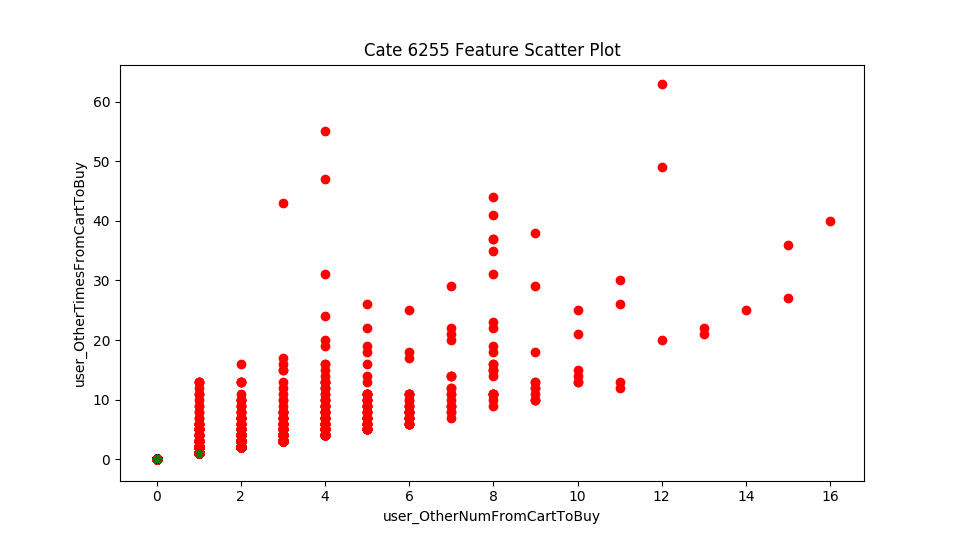 Cate 6255 Feature Scatter Plot
user_OtherTimesFromCartToBuy
60
50
40
30
20
10
0
0 2 4 6 8 10 12 14 16
user_OtherNumFromCartToBuy